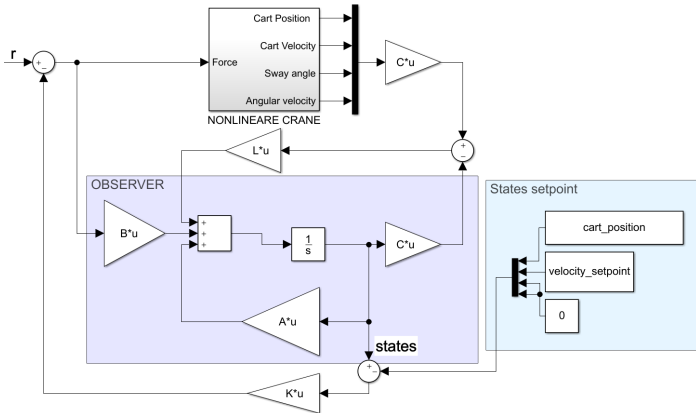 r
+
−
Force
Cart Position
Cart Velocity
Sway angle
Angular velocity
NONLINEARE CRANE
C*u
L*u
+
−
OBSERVER
B*u
+
+
+
1
s
C*u
A*u
states
+
−
K*u
States setpoint
cart_position
velocity_setpoint
0